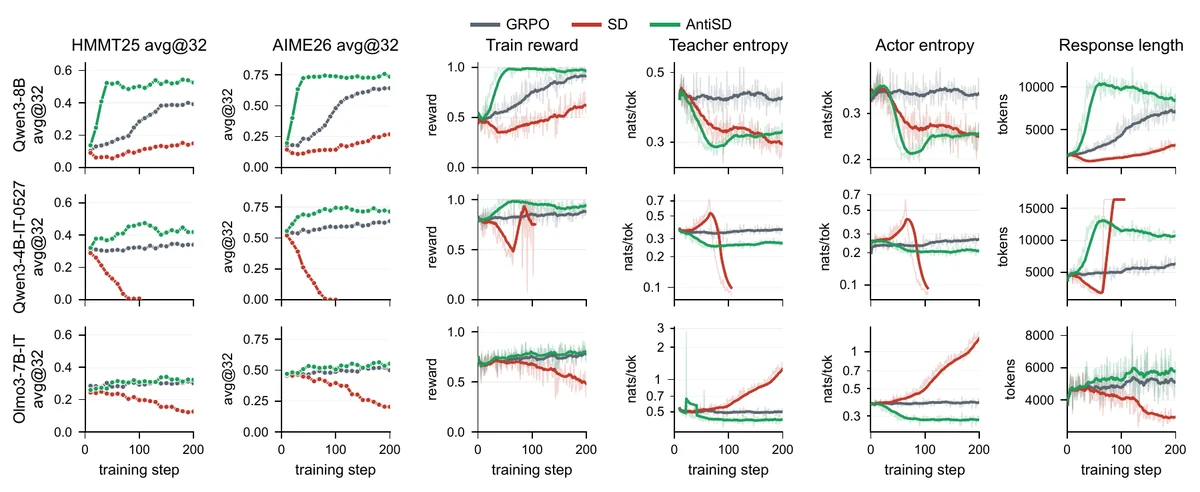 GRPO SD AntiSD
HMMT25 avg@32 AIME26 avg@32 Train reward Teacher entropy Actor entropy Response length
Qwen3-8B
avg@32
0.6
0.4
0.2
0.0
avg@32
0.75
0.50
0.25
0.00
reward
1.0
0.5
0.0
nats/tok
0.5
0.3
nats/tok
0.3
0.2
tokens
10000
5000
Qwen3-4B-IT-0527
avg@32
0.6
0.4
0.2
0.0
avg@32
0.75
0.50
0.25
0.00
reward
1.0
0.5
0.0
nats/tok
0.7
0.5
0.3
0.2
0.1
nats/tok
0.7
0.5
0.3
0.2
0.1
tokens
15000
10000
5000
Olmo3-7B-IT
avg@32
0.6
0.4
0.2
0.0
avg@32
0.75
0.50
0.25
0.00
reward
1.0
0.5
0.0
nats/tok
3
2
1
0.7
0.5
nats/tok
1
0.7
0.5
0.3
tokens
8000
6000
4000
0 100 200 0 100 200 0 100 200 0 100 200 0 100 200 0 100 200
training step training step training step training step training step training step